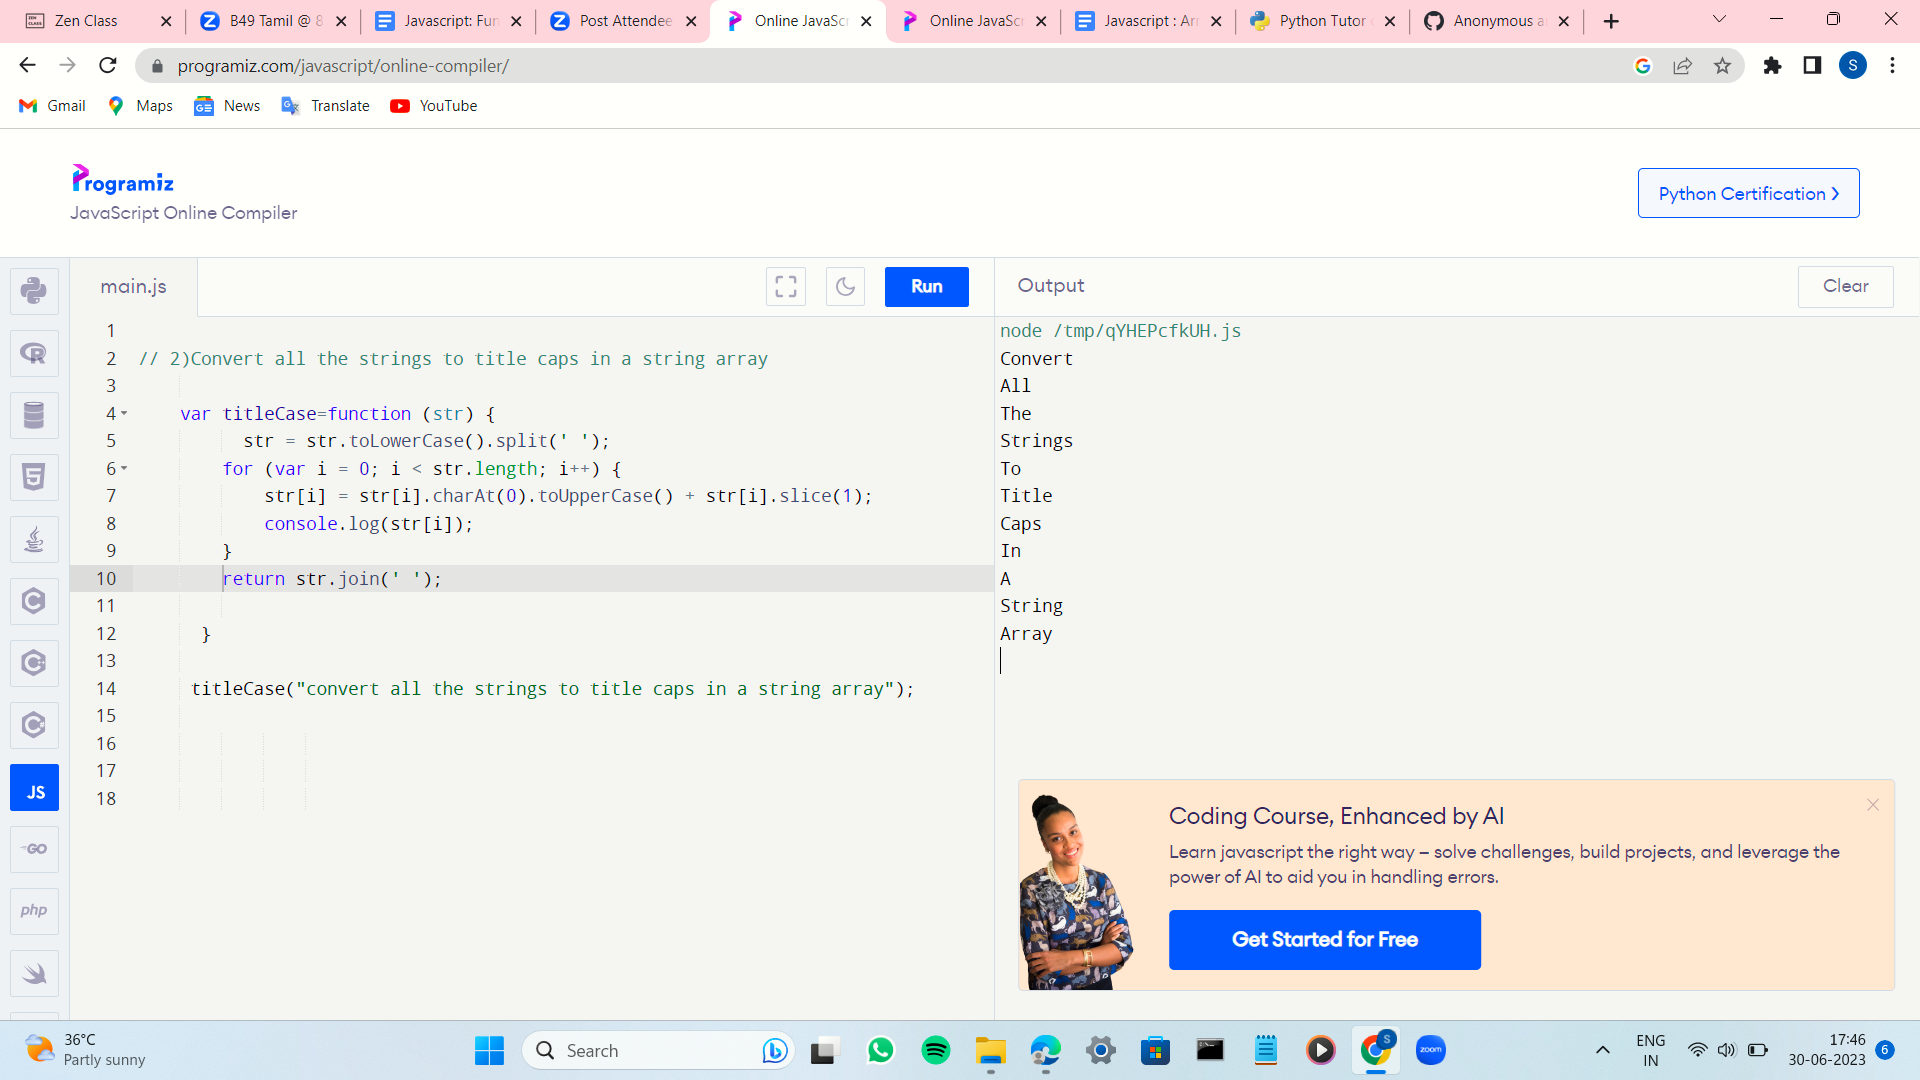 Zen Class
B49 Tamil @ 8
Javascript: Fun
Post Attendee
Online JavaScr
Online JavaScr
Javascript : Arr
Python Tutor
Anonymous a
programiz.com/javascript/online-compiler/
S
Gmail
Maps
News
Translate
YouTube
Programiz
JavaScript Online Compiler
Python Certification >
main.js
Run
Output
Clear
1
2 // 2)Convert all the strings to title caps in a string array
3
4 var titleCase=function (str) {
5 str = str.toLowerCase().split(' ');
6 for (var i = 0; i < str.length; i++) {
7 str[i] = str[i].charAt(0).toUpperCase() + str[i].slice(1);
8 console.log(str[i]);
9 }
10 return str.join(' ');
11
12 }
13
14 titleCase("convert all the strings to title caps in a string array");
15
16
17
18
JS
GO
php
node /tmp/qYHEPcfkUH.js
Convert
All
The
Strings
To
Title
Caps
In
A
String
Array
Coding Course, Enhanced by AI
Learn javascript the right way – solve challenges, build projects, and leverage the
power of AI to aid you in handling errors.
Get Started for Free
36°C
Partly sunny
Search
zoom
S
ENG
IN
17:46
30-06-2023
6